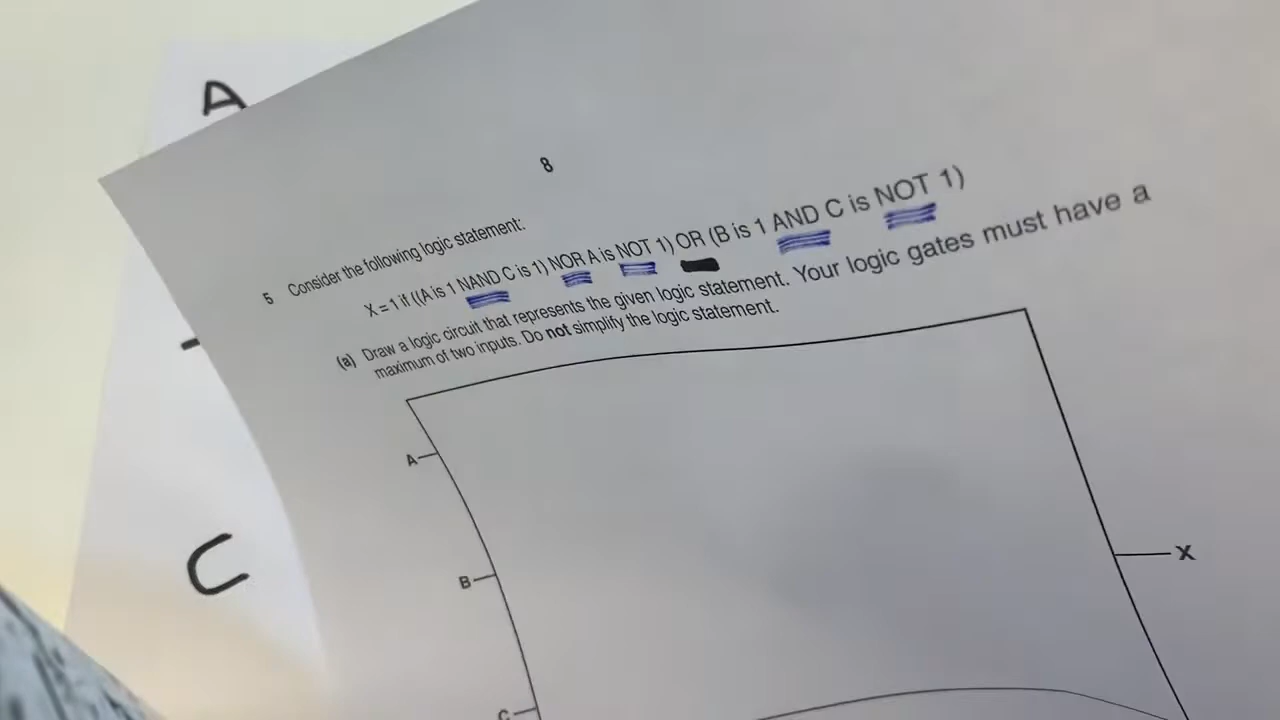 A
8
5 Consider the following logic statement:
X = 1 if ((A is 1 NAND C is 1) NOR A is NOT 1) OR (B is 1 AND C is NOT 1)
(a) Draw a logic circuit that represents the given logic statement. Your logic gates must have a
maximum of two inputs. Do not simplify the logic statement.
A
B
X
C
C